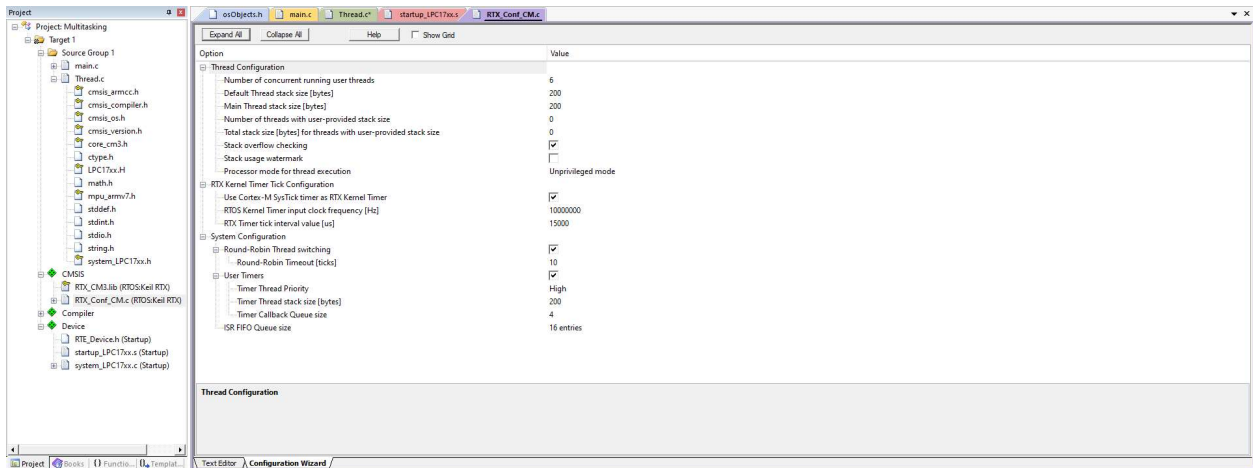 Project
Project: Multitasking
Target 1
Source Group 1
main.c
Thread.c
cmsis_armcc.h
cmsis_compiler.h
cmsis_os.h
cmsis_version.h
core_cm3.h
ctype.h
LPC17xx.H
math.h
mpu_armv7.h
stddef.h
stdint.h
stdio.h
string.h
system_LPC17xx.h
CMSIS
RTX_CM3.lib (RTOS:Keil RTX)
RTX_Conf_CM.c (RTOS:Keil RTX)
Compiler
Device
RTE_Device.h (Startup)
startup_LPC17xx.s (Startup)
system_LPC17xx.c (Startup)
Project Books {} Functio... Templat...
osObjects.h main.c Thread.c* startup_LPC17xx.s RTX_Conf_CM.c
Expand All Collapse All Help Show Grid
Option Value
Thread Configuration
Number of concurrent running user threads 6
Default Thread stack size [bytes] 200
Main Thread stack size [bytes] 200
Number of threads with user-provided stack size 0
Total stack size [bytes] for threads with user-provided stack size 0
Stack overflow checking
Stack usage watermark
Processor mode for thread execution Unprivileged mode
RTX Kernel Timer Tick Configuration
Use Cortex-M SysTick timer as RTX Kernel Timer
RTOS Kernel Timer input clock frequency [Hz] 10000000
RTX Timer tick interval value [us] 15000
System Configuration
Round-Robin Thread switching
Round-Robin Timeout [ticks] 10
User Timers
Timer Thread Priority High
Timer Thread stack size [bytes] 200
Timer Callback Queue size 4
ISR FIFO Queue size 16 entries
Thread Configuration
Text Editor Configuration Wizard